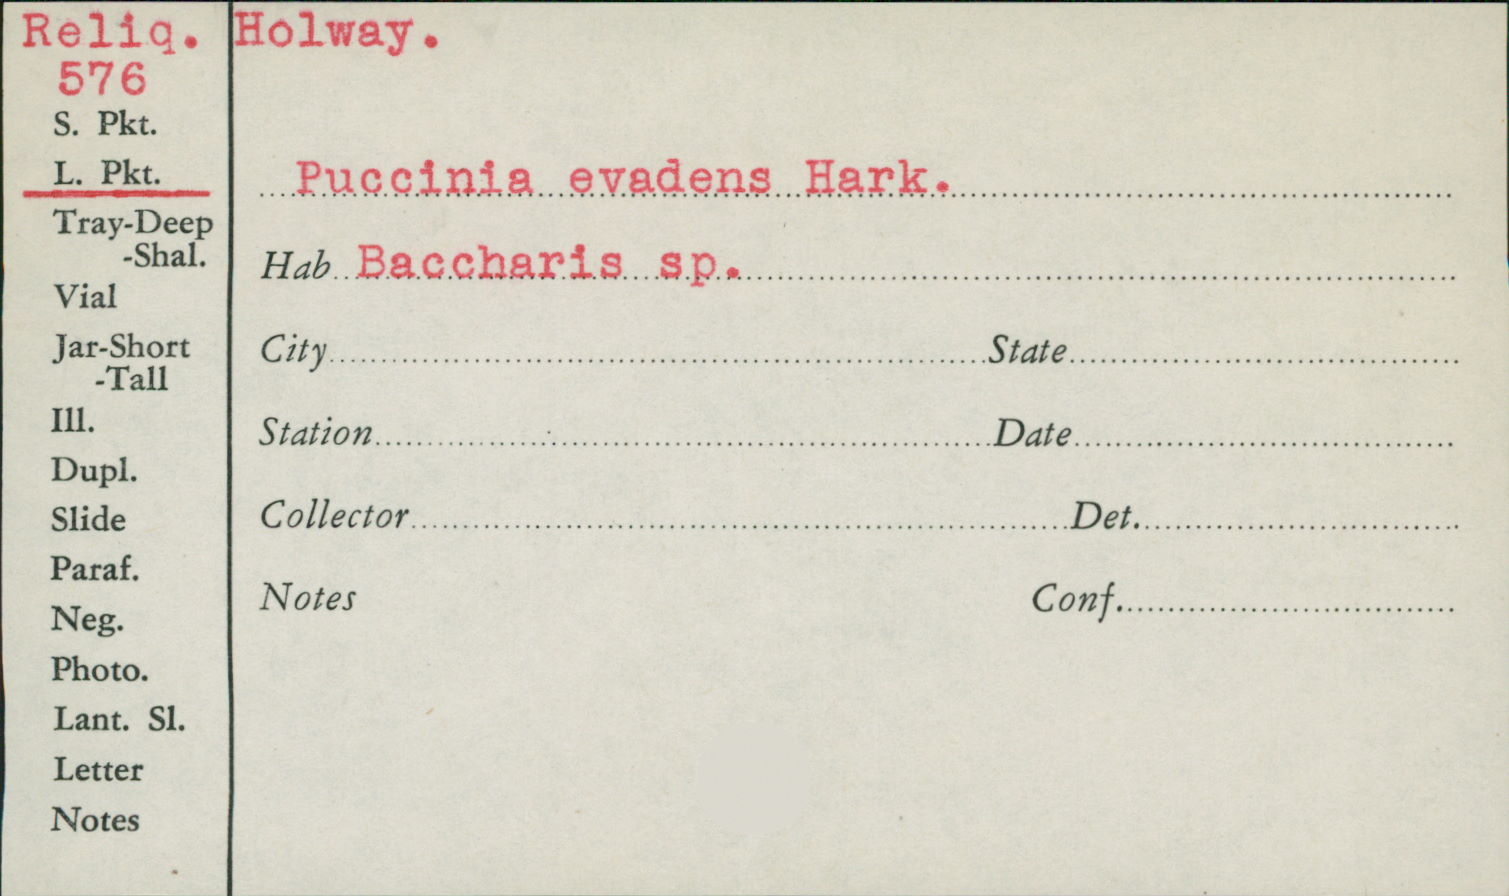 Reliq. Holway.
576
S. Pkt.
L. Pkt.
Puccinia evadens Hark.
Tray-Deep
-Shal.
Hab Baccharis sp.
Vial
Jar-Short
-Tall
City State
Ill.
Station Date
Dupl.
Slide
Collector Det.
Paraf.
Notes Conf.
Neg.
Photo.
Lant. Sl.
Letter
Notes